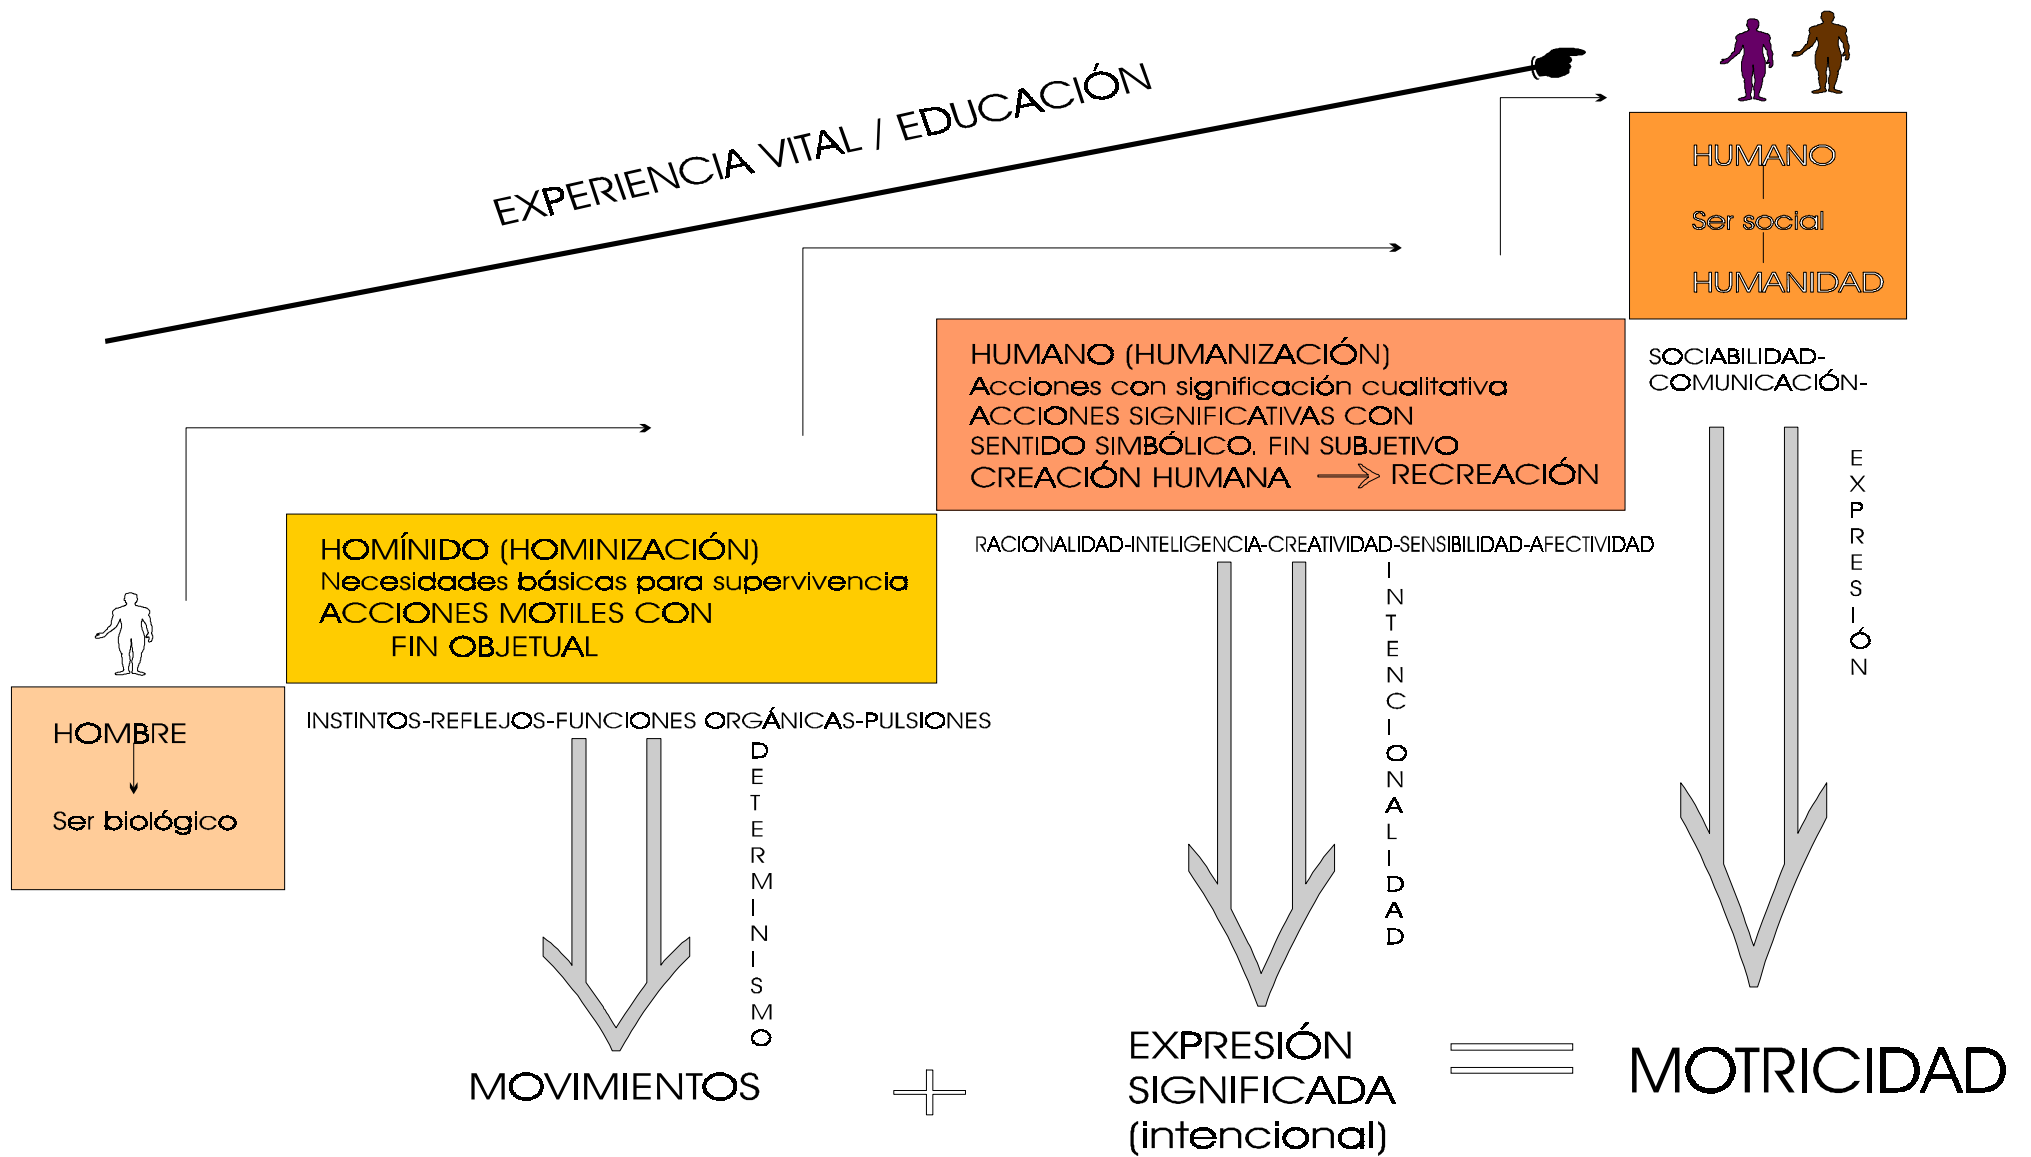 EXPERIENCIA VITAL / EDUCACIÓN
HUMANO
Ser social
HUMANIDAD
HUMANO (HUMANIZACIÓN)
Acciones con significación cualitativa
ACCIONES SIGNIFICATIVAS CON
SENTIDO SIMBÓLICO. FIN SUBJETIVO
CREACIÓN HUMANA RECREACIÓN
SOCIABILIDAD-
COMUNICACIÓN-
EXPRESIÓN
HOMÍNIDO (HOMINIZACIÓN)
Necesidades básicas para supervivencia
ACCIONES MOTILES CON
FIN OBJETUAL
RACIONALIDAD-INTELIGENCIA-CREATIVIDAD-SENSIBILIDAD-AFECTIVIDAD
INTENCIONALIDAD
HOMBRE
Ser biológico
INSTINTOS-REFLEJOS-FUNCIONES ORGÁNICAS-PULSIONES
DETERMINISMO
MOVIMIENTOS
EXPRESIÓN
SIGNIFICADA
(intencional)
MOTRICIDAD